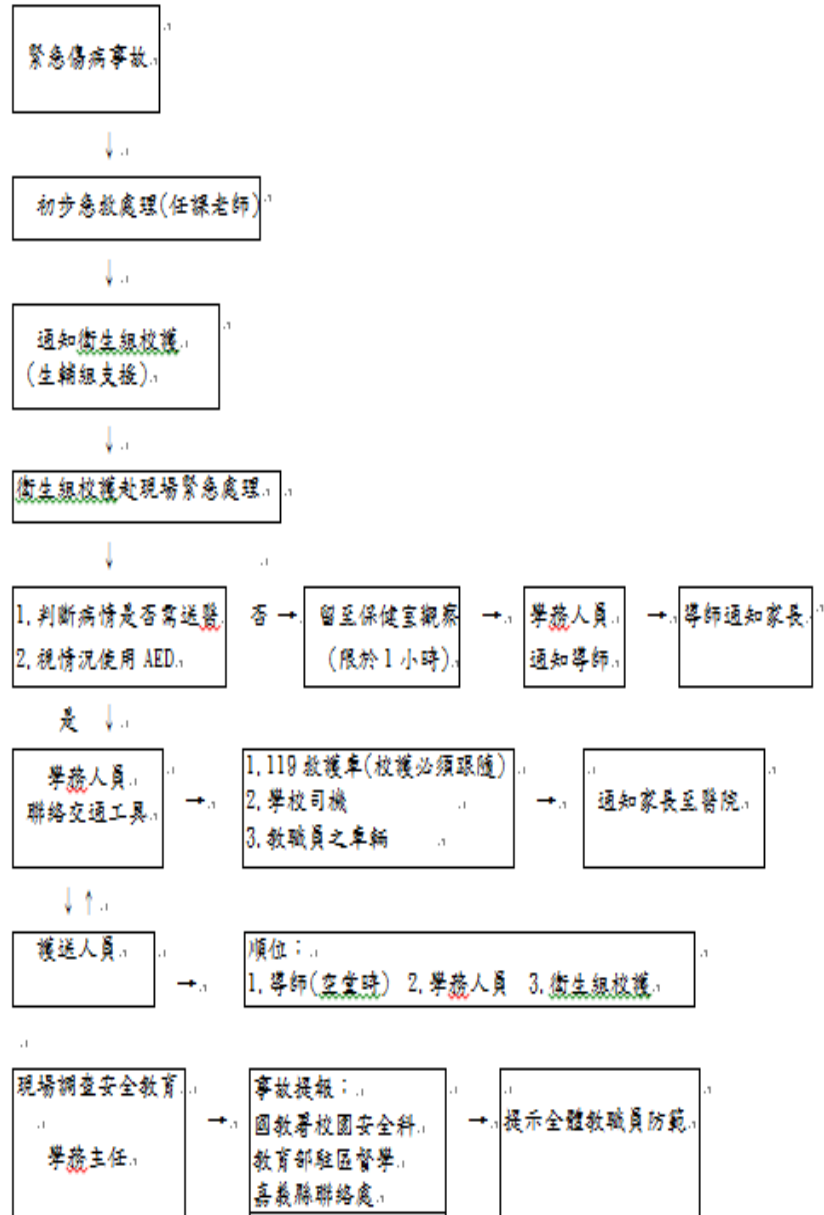 緊急傷病事故
↓
初步急救處理(任課老師)
↓
通知衛生組校護
(生輔組支援)
↓
衛生組校護赴現場緊急處理
↓
1.判斷病情是否需送醫
2.視情況使用 AED
否 →
留至保健室觀察
(限於1小時)
→
學務人員
通知導師
→
導師通知家長
是 ↓
學務人員
聯絡交通工具
→
1.119 救護車(校護必須跟隨)
2.學校司機
3.教職員之車輛
→
通知家長至醫院
↓ ↑
護送人員
→
順位：
1.導師(空堂時) 2.學務人員 3.衛生組校護
現場調查安全教育
學務主任
→
事故提報：
國教署校園安全科
教育部駐區督學
嘉義縣聯絡處
→
提示全體教職員防範